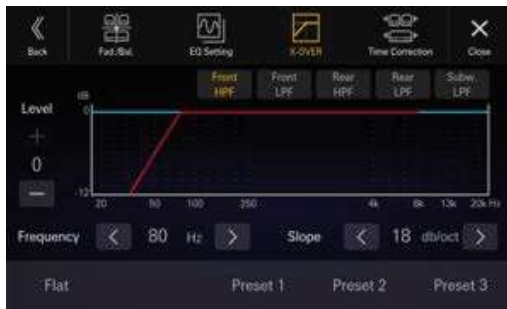 Back Fad./Bal. EQ Setting X-OVER Time Correction Close
Front HPF Front LPF Rear HPF Rear LPF Subw. LPF
dB
Level
0
+
0
-
-12
20 50 100 250 4k 8k 13k 20k Hz
Frequency < 80 Hz > Slope < 18 db/oct >
Flat Preset 1 Preset 2 Preset 3